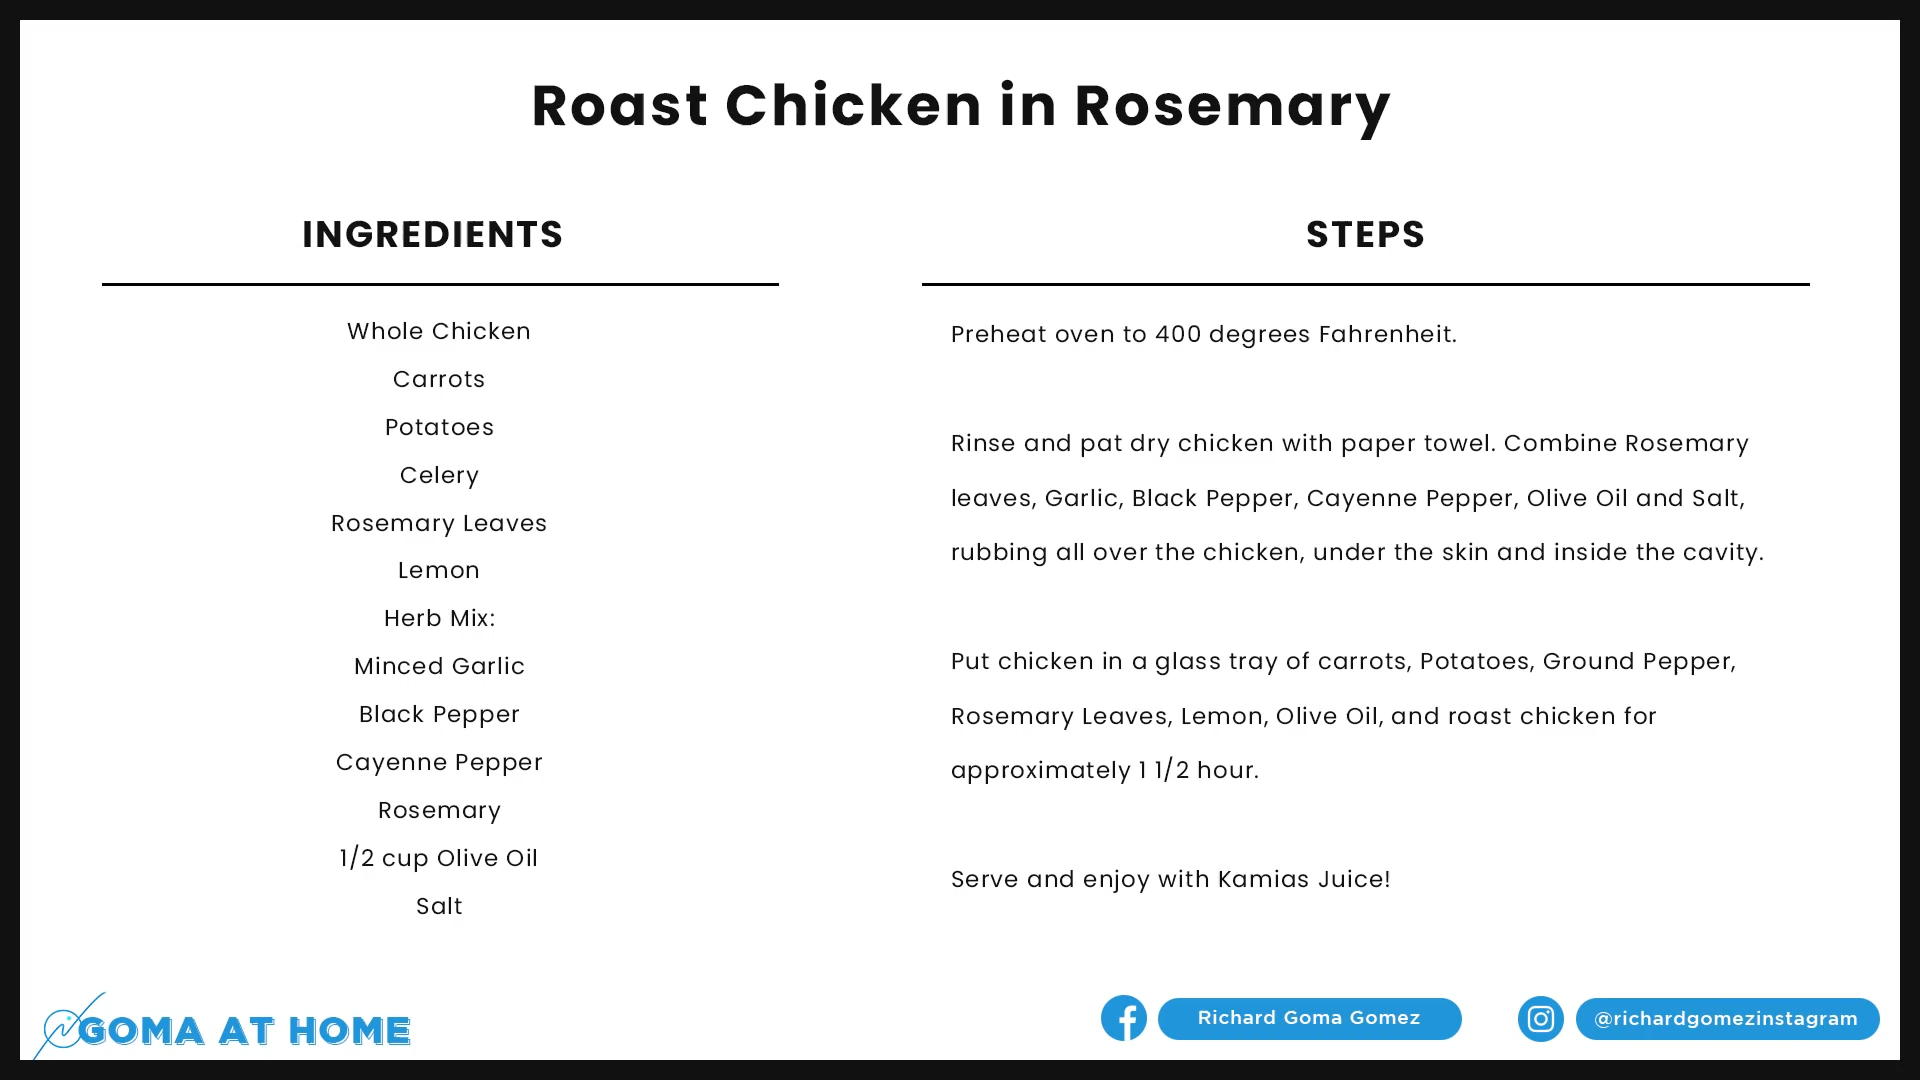 Roast Chicken in Rosemary
INGREDIENTS
Whole Chicken
Carrots
Potatoes
Celery
Rosemary Leaves
Lemon
Herb Mix:
Minced Garlic
Black Pepper
Cayenne Pepper
Rosemary
1/2 cup Olive Oil
Salt
STEPS
Preheat oven to 400 degrees Fahrenheit.
Rinse and pat dry chicken with paper towel. Combine Rosemary
leaves, Garlic, Black Pepper, Cayenne Pepper, Olive Oil and Salt,
rubbing all over the chicken, under the skin and inside the cavity.
Put chicken in a glass tray of carrots, Potatoes, Ground Pepper,
Rosemary Leaves, Lemon, Olive Oil, and roast chicken for
approximately 1 1/2 hour.
Serve and enjoy with Kamias Juice!
GOMA AT HOME
Richard Goma Gomez
@richardgomezinstagram